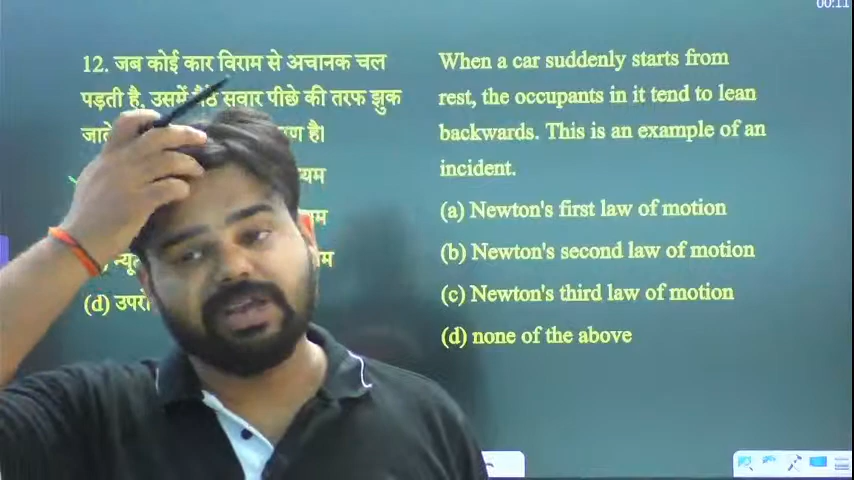 00:11
12. जब कोई कार विराम से अचानक चल
पड़ती है, उसमें बैठे सवार पीछे की तरफ झुक
जाते
है।
(d)
When a car suddenly starts from
rest, the occupants in it tend to lean
backwards. This is an example of an
incident.
(a) Newton's first law of motion
(b) Newton's second law of motion
(c) Newton's third law of motion
(d) none of the above